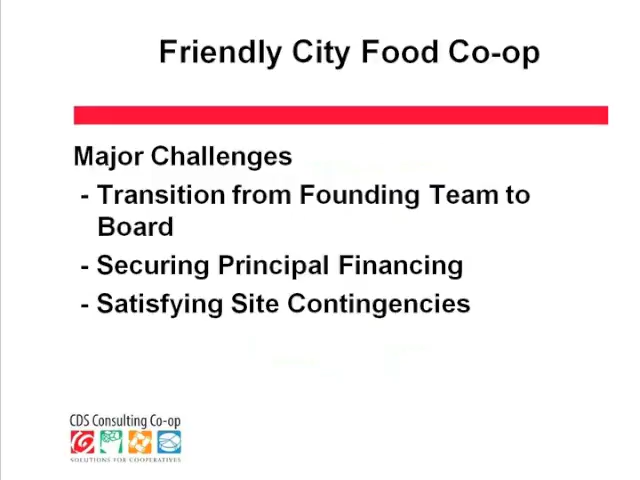 Friendly City Food Co-op
Major Challenges
- Transition from Founding Team to
Board
- Securing Principal Financing
- Satisfying Site Contingencies
CDS Consulting Co-op
SOLUTIONS FOR COOPERATIVES